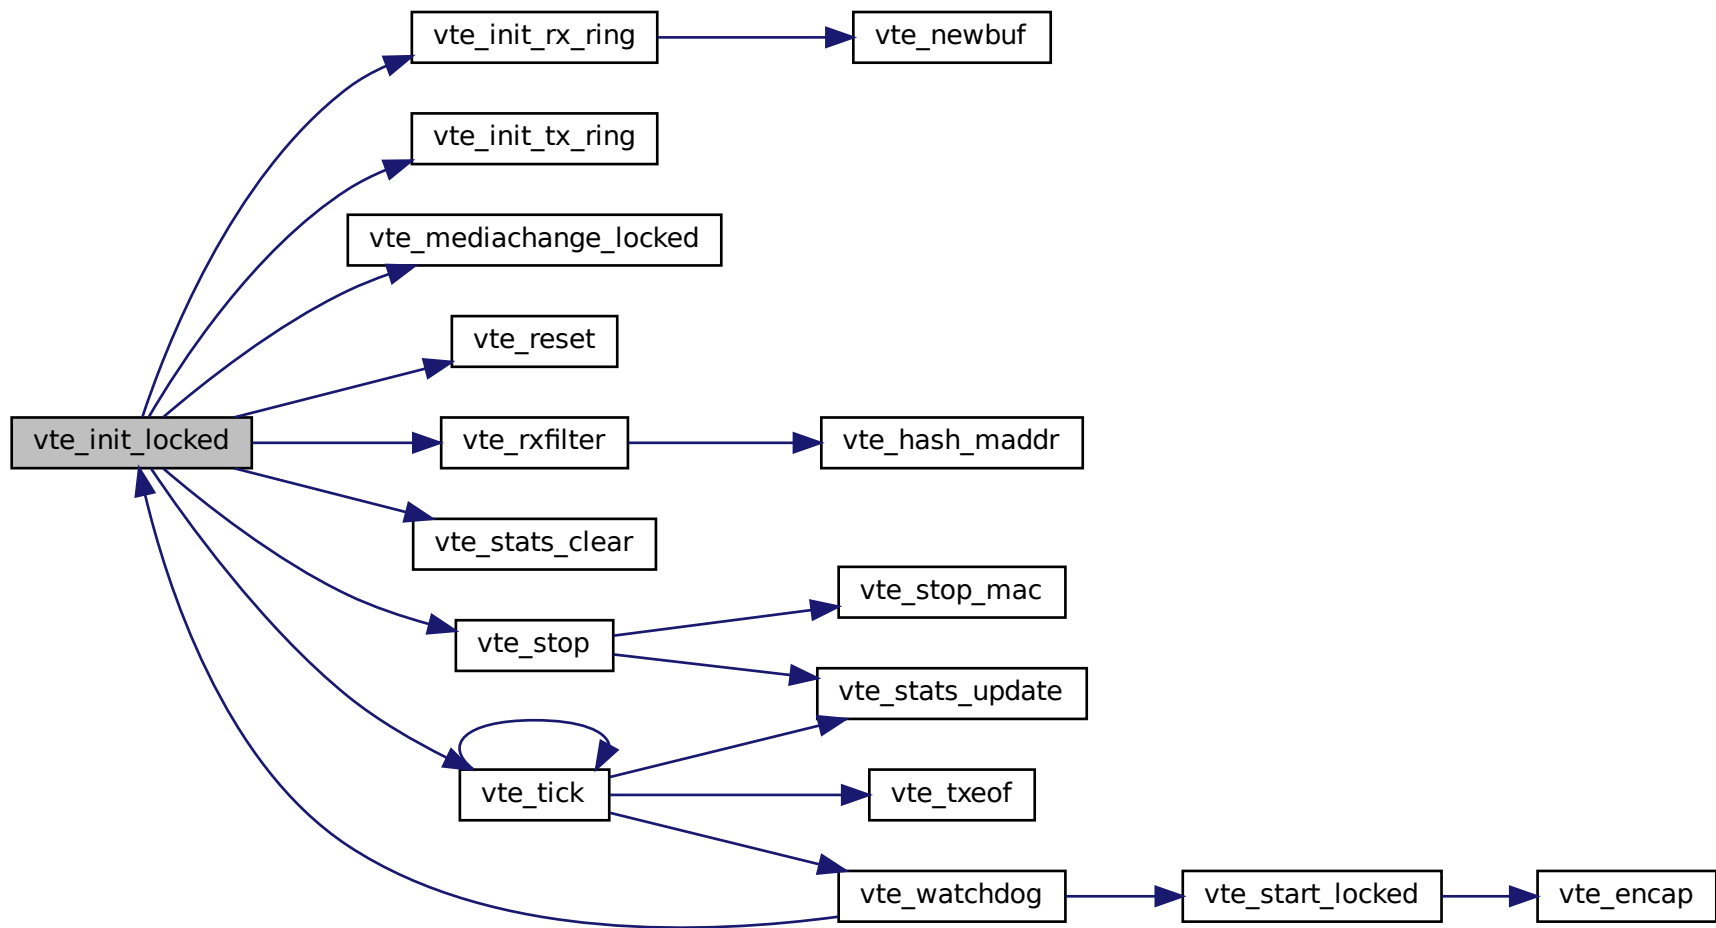 vte_init_rx_ring
vte_newbuf
vte_init_tx_ring
vte_mediachange_locked
vte_reset
vte_init_locked
vte_rxfilter
vte_hash_maddr
vte_stats_clear
vte_stop_mac
vte_stop
vte_stats_update
vte_tick
vte_txeof
vte_watchdog
vte_start_locked
vte_encap